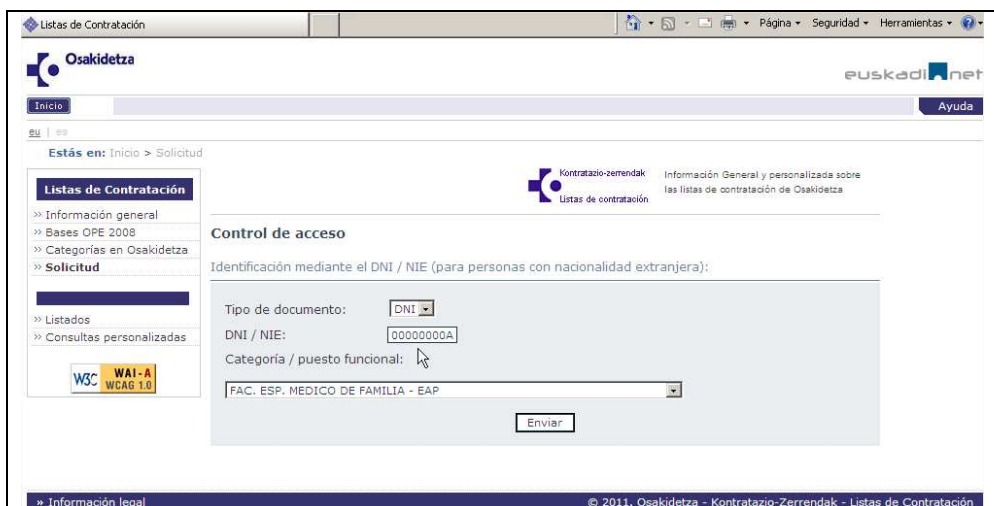 Listas de Contratación
Página Seguridad Herramientas
Osakidetza
euskadi net
Inicio
Ayuda
eu | es
Estás en: Inicio > Solicitud
Kontratazio-zerrendak
Listas de contratación
Información General y personalizada sobre
las listas de contratación de Osakidetza
Listas de Contratación
» Información general
» Bases OPE 2008
» Categorías en Osakidetza
» Solicitud
» Listados
» Consultas personalizadas
W3C WAI-A
WCAG 1.0
Control de acceso
Identificación mediante el DNI / NIE (para personas con nacionalidad extranjera):
Tipo de documento: DNI
DNI / NIE: 00000000A
Categoría / puesto funcional:
FAC. ESP. MEDICO DE FAMILIA - EAP
Enviar
» Información legal
© 2011, Osakidetza - Kontratazio-Zerrendak - Listas de Contratación